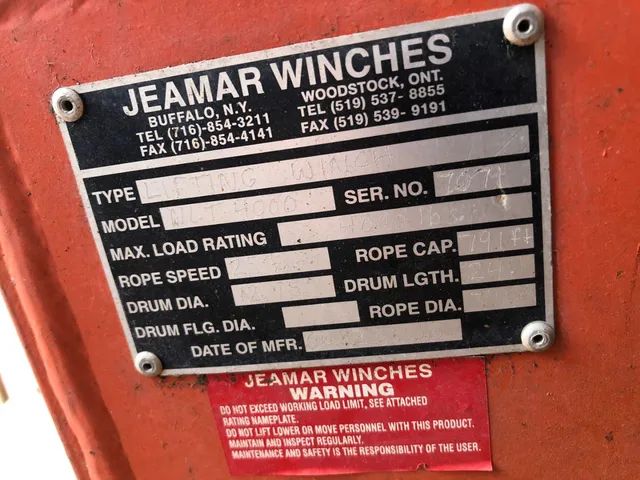 JEAMAR WINCHES
BUFFALO, N.Y.
TEL (716)-854-3211
FAX (716)-854-4141
WOODSTOCK, ONT.
TEL (519) 537-8855
FAX (519) 539-9191
TYPE LIFTING WINCH
MODEL 4000 SER. NO.
MAX. LOAD RATING
ROPE SPEED ROPE CAP.
DRUM DIA. DRUM LGTH.
DRUM FLG. DIA. ROPE DIA.
DATE OF MFR.
JEAMAR WINCHES
WARNING
DO NOT EXCEED WORKING LOAD LIMIT, SEE ATTACHED
RATING NAMEPLATE.
DO NOT LIFT LOWER OR MOVE PERSONNEL WITH THIS PRODUCT.
MAINTAIN AND INSPECT REGULARLY.
MAINTENANCE AND SAFETY IS THE RESPONSIBILITY OF THE USER.